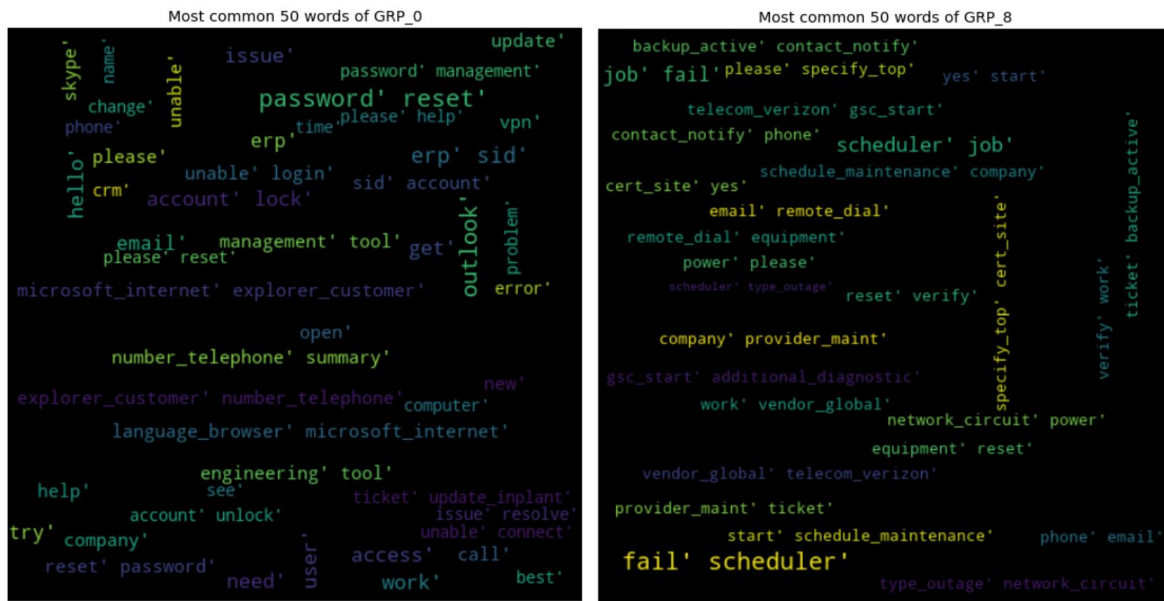 Most common 50 words of GRP_0
update'
skype'
name'
issue'
unable'
password' management'
password' reset'
change'
please' help'
time'
phone'
vpn'
erp'
please'
erp' sid'
hello'
unable' login'
sid' account'
crm'
account' lock'
outlook'
problem'
email'
management' tool'
get'
please' reset'
microsoft_internet' explorer_customer'
error'
open'
number_telephone' summary'
new'
explorer_customer' number_telephone'
computer'
language_browser' microsoft_internet'
engineering' tool'
help'
see'
ticket' update_inplant'
account' unlock'
issue' resolve'
try'
company'
unable' connect'
user'
access'
call'
reset' password'
need'
work'
best'
Most common 50 words of GRP_8
backup_active' contact_notify'
job' fail'
please' specify_top'
yes' start'
telecom_verizon' gsc_start'
contact_notify' phone'
scheduler' job'
ticket' backup_active'
schedule_maintenance' company'
cert_site' yes'
email' remote_dial'
specify_top' cert_site'
remote_dial' equipment'
verify' work'
power' please'
scheduler' type_outage'
reset' verify'
company' provider_maint'
gsc_start' additional_diagnostic'
work' vendor_global'
network_circuit' power'
equipment' reset'
vendor_global' telecom_verizon'
provider_maint' ticket'
start' schedule_maintenance'
phone' email'
fail' scheduler'
type_outage' network_circuit'